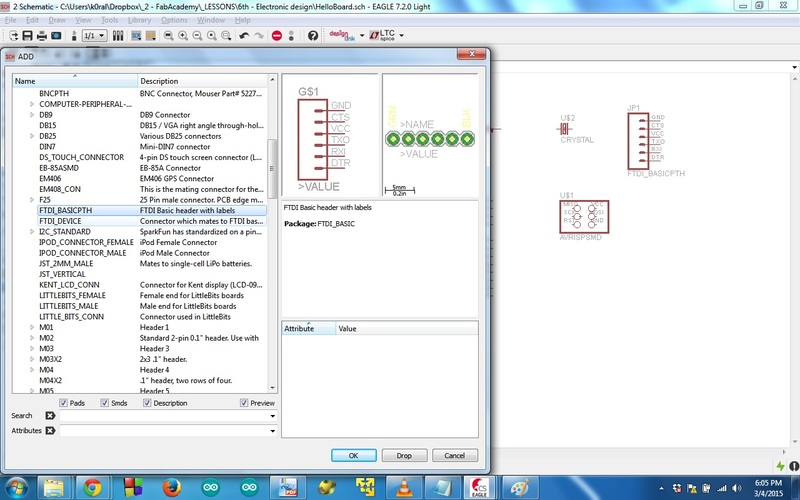 2 Schematic - C:\Users\k0ral\Dropbox\_2 - FabAcademy\_LESSONS\6th - Electronic design\HelloBoard.sch - EAGLE 7.2.0 Light
File Edit View Draw Tools Library Options Window Help
1/1
design link
LTC spice
ADD
Name Description
BNCPTH BNC Connector, Mouser Part# 5227...
COMPUTER-PERIPHERAL-...
DB9 DB9 Connector
DB15 DB15 / VGA right angle through-hol...
DB25 Various DB25 connectors
DIN7 Mini-DIN7 connector
DS_TOUCH_CONNECTOR 4-pin DS touch screen connector (L...
EB-85ASMD EB-85A Connector
EM406 EM406 GPS Connector
EM408_CON This is the mating connector for the...
F25 25 Pin male connector. PCB edge m...
FTDI_BASICPTH FTDI Basic header with labels
FTDI_DEVICE Connector which mates to FTDI bas...
I2C_STANDARD SparkFun has standardized on a pin...
IPOD_CONNECTOR_FEMALE iPod Female Connector
IPOD_CONNECTOR_MALE iPod Male Connector
JST_2MM_MALE Mates to single-cell LiPo batteries.
JST_VERTICAL
KENT_LCD_CONN Connector for Kent display (LCD-09...
LITTLEBITS_FEMALE Female end for LittleBits boards
LITTLEBITS_MALE Male end for LittleBits boards
LITTLE_BITS_CONN Connector used in LittleBits
M01 Header 1
M02 Standard 2-pin 0.1" header. Use with
M03 Header 3
M03X2 2x3 .1" header.
M04 Header 4
M04X2 .1" header, two rows of four.
M05 Header 5
Pads Smds Description Preview
Search
Attributes
G$1
GND
CTS
VCC
TXO
RXI
DTR
>VALUE
GRN
>NAME
BLK
>VALUE
5mm
0.2in
FTDI Basic header with labels
Package: FTDI_BASIC
Attribute Value
OK Drop Cancel
U$2
CRYSTAL
JP1
GND
CTS
VCC
TXO
RXI
DTR
FTDI_BASICPTH
U$1
VCC
AVRISPSMD
6:05 PM
3/4/2015